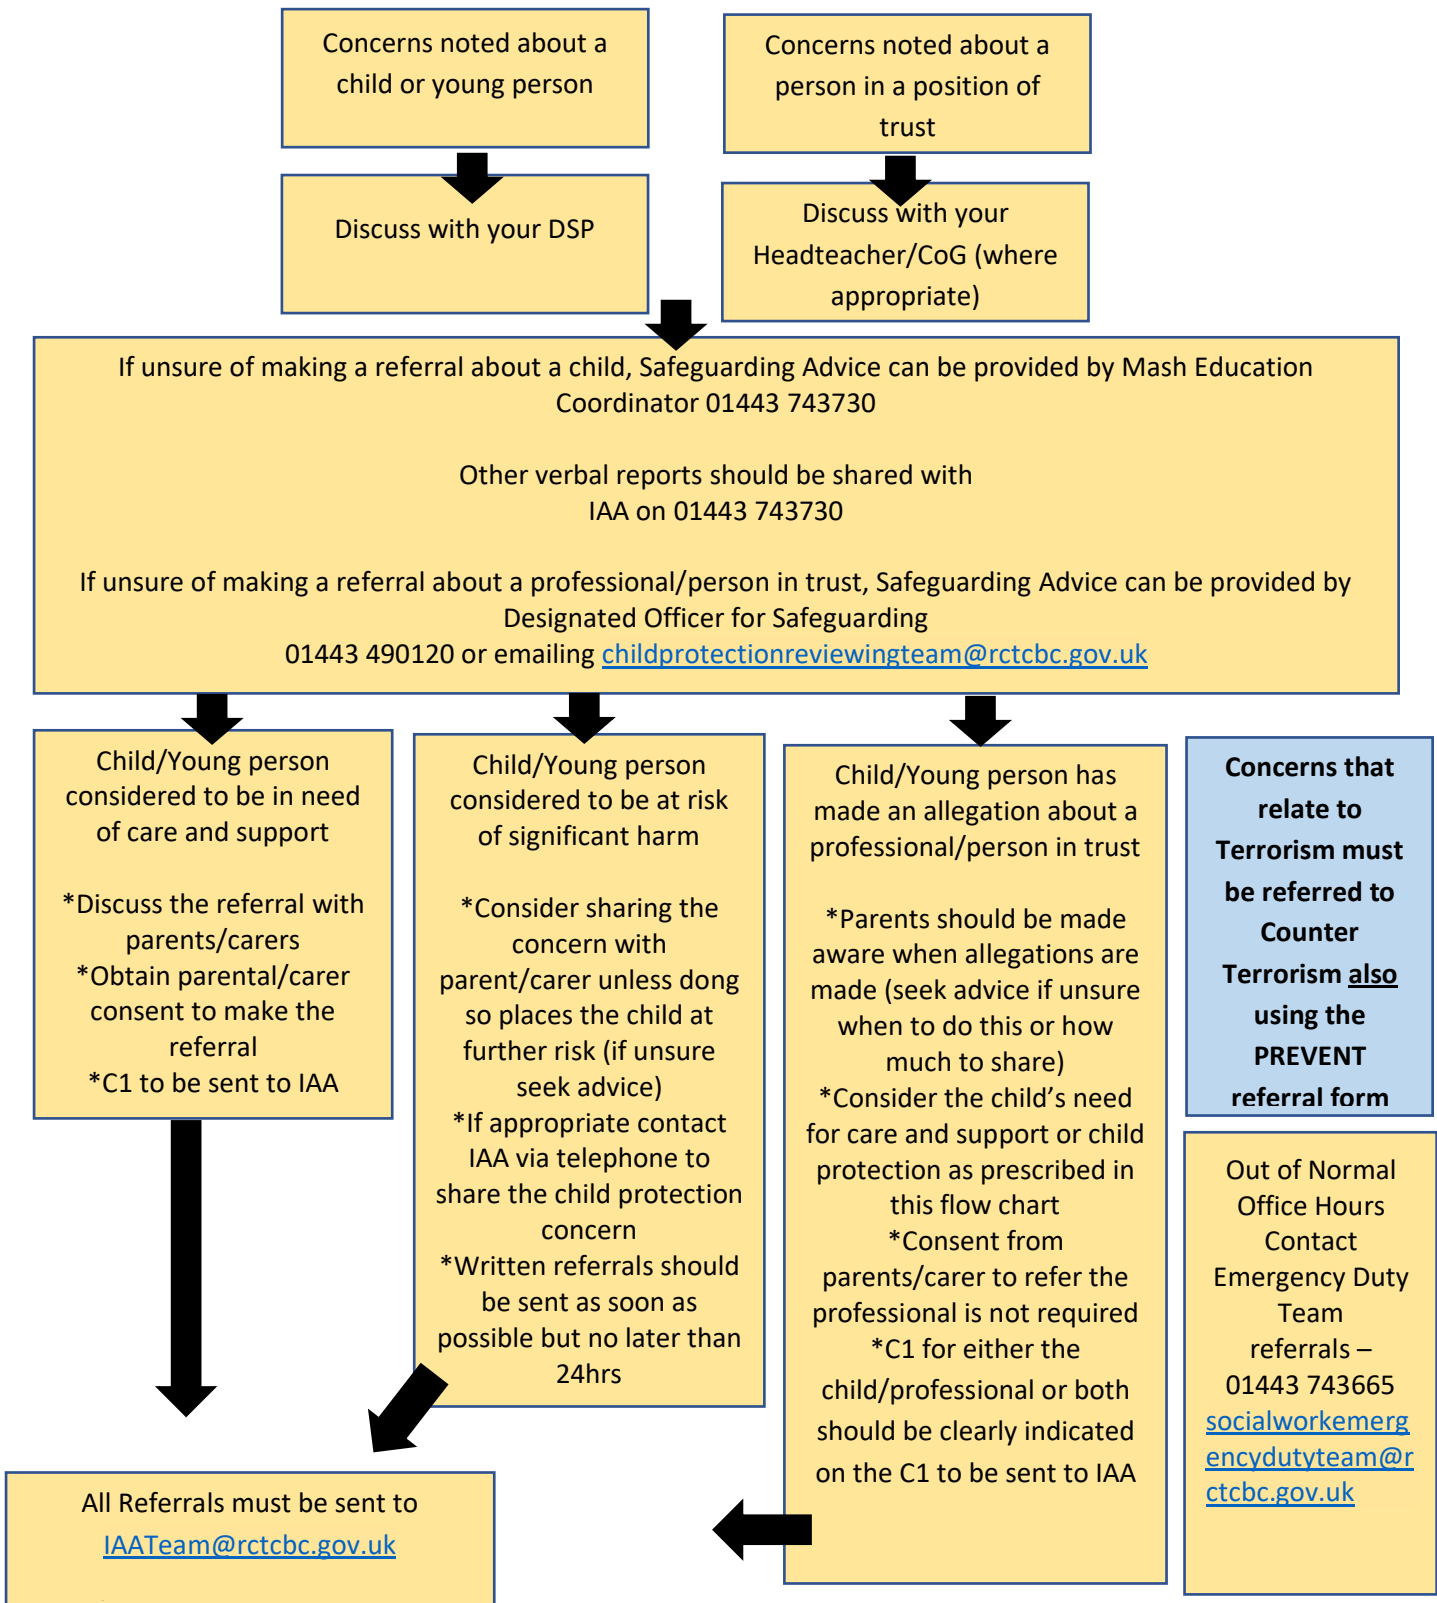 Concerns noted about a
child or young person
Concerns noted about a
person in a position of
trust
Discuss with your DSP
Discuss with your
Headteacher/CoG (where
appropriate)
If unsure of making a referral about a child, Safeguarding Advice can be provided by Mash Education
Coordinator 01443 743730
Other verbal reports should be shared with
IAA on 01443 743730
If unsure of making a referral about a professional/person in trust, Safeguarding Advice can be provided by
Designated Officer for Safeguarding
01443 490120 or emailing childprotectionreviewingteam@rctcbc.gov.uk
Child/Young person
considered to be in need
of care and support
*Discuss the referral with
parents/carers
*Obtain parental/carer
consent to make the
referral
*C1 to be sent to IAA
Child/Young person
considered to be at risk
of significant harm
*Consider sharing the
concern with
parent/carer unless dong
so places the child at
further risk (if unsure
seek advice)
*If appropriate contact
IAA via telephone to
share the child protection
concern
*Written referrals should
be sent as soon as
possible but no later than
24hrs
Child/Young person has
made an allegation about a
professional/person in trust
*Parents should be made
aware when allegations are
made (seek advice if unsure
when to do this or how
much to share)
*Consider the child’s need
for care and support or child
protection as prescribed in
this flow chart
*Consent from
parents/carer to refer the
professional is not required
*C1 for either the
child/professional or both
should be clearly indicated
on the C1 to be sent to IAA
Concerns that
relate to
Terrorism must
be referred to
Counter
Terrorism also
using the
PREVENT
referral form
Out of Normal
Office Hours
Contact
Emergency Duty
Team
referrals –
01443 743665
socialworkemerg
encydutyteam@r
ctcbc.gov.uk
All Referrals must be sent to
IAATeam@rctcbc.gov.uk